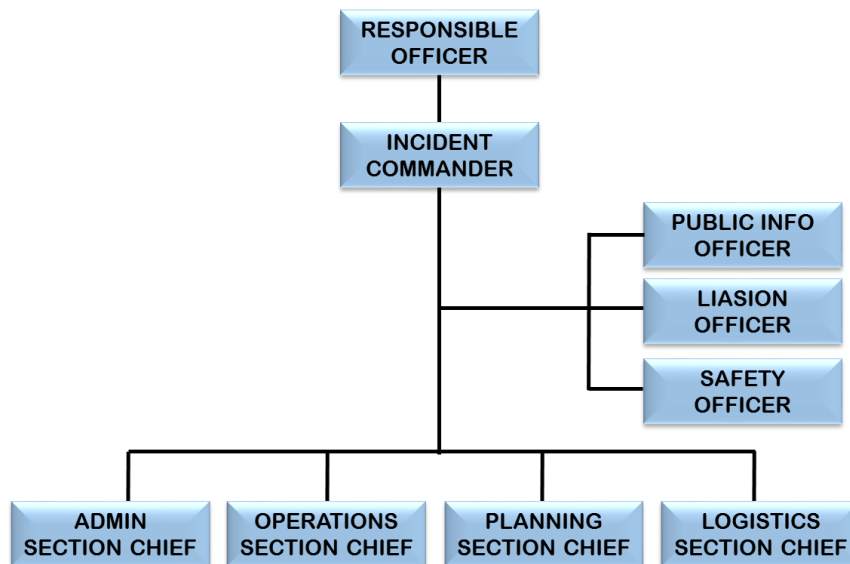 RESPONSIBLE
OFFICER
INCIDENT
COMMANDER
PUBLIC INFO
OFFICER
LIASION
OFFICER
SAFETY
OFFICER
ADMIN
SECTION CHIEF
OPERATIONS
SECTION CHIEF
PLANNING
SECTION CHIEF
LOGISTICS
SECTION CHIEF